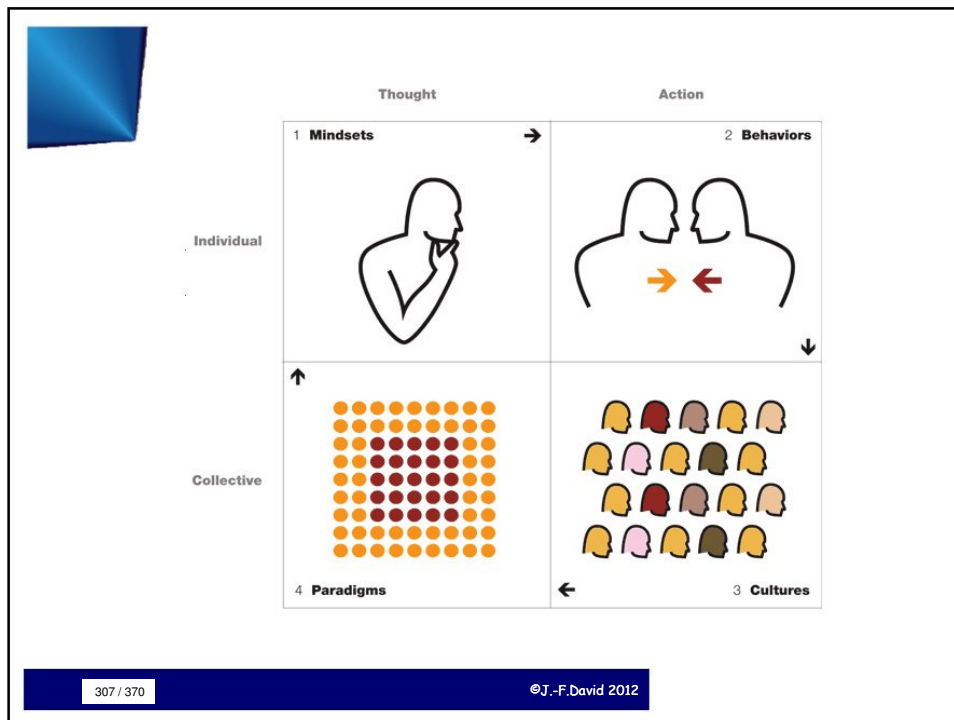 Thought
Action
1 Mindsets
2 Behaviors
Individual
Collective
4 Paradigms
3 Cultures
307 / 370
©J.-F.David 2012